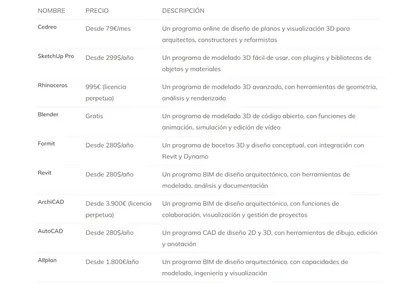 NOMBRE PRECIO DESCRIPCIÓN
Cedreo Desde 79€/mes Un programa online de diseño de planos y visualización 3D para
arquitectos, constructores y reformistas
SketchUp Pro Desde 299$/año Un programa de modelado 3D fácil de usar, con plugins y bibliotecas de
objetos y materiales
Rhinoceros 995€ (licencia Un programa de modelado 3D avanzado, con herramientas de geometría,
perpetua) análisis y renderizado
Blender Gratis Un programa de modelado 3D de código abierto, con funciones de
animación, simulación y edición de vídeo
Formit Desde 280$/año Un programa de bocetos 3D y diseño conceptual, con integración con
Revit y Dynamo
Revit Desde 280$/año Un programa BIM de diseño arquitectónico, con herramientas de
modelado, análisis y documentación
ArchiCAD Desde 3.900€ (licencia Un programa BIM de diseño arquitectónico, con funciones de
perpetua) colaboración, visualización y gestión de proyectos
AutoCAD Desde 280$/año Un programa CAD de diseño 2D y 3D, con herramientas de dibujo, edición
y anotación
Allplan Desde 1.800€/año Un programa BIM de diseño arquitectónico, con capacidades de
modelado, ingeniería y visualización